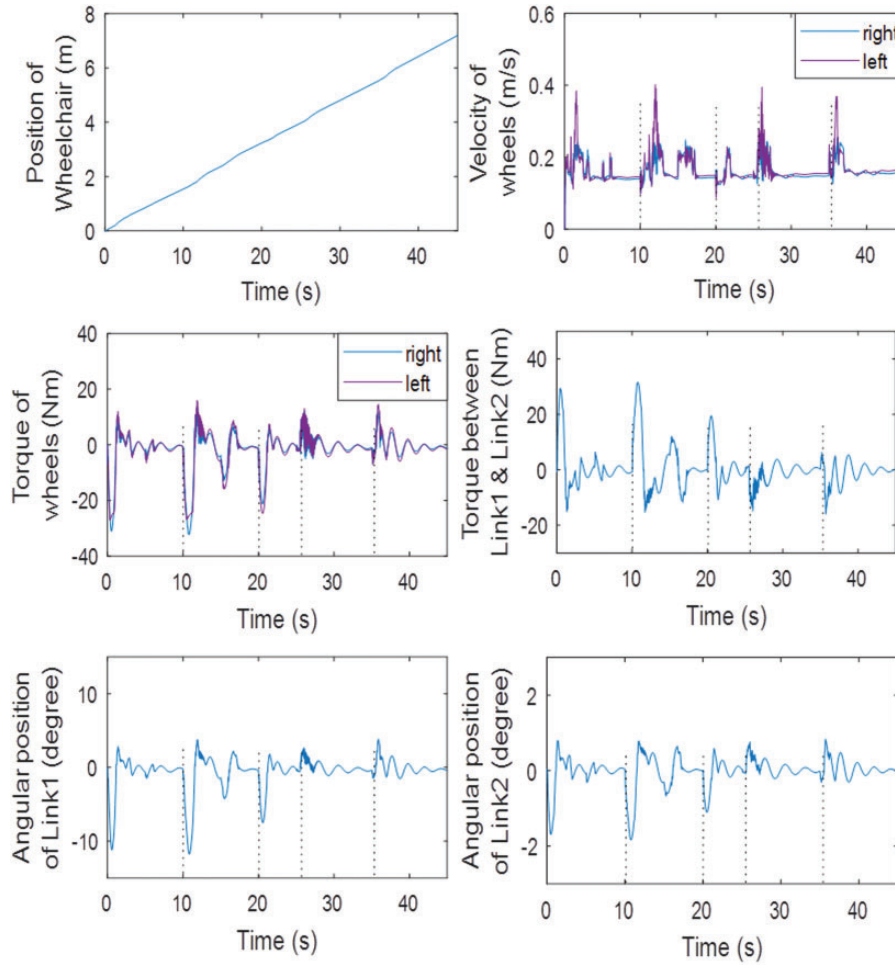 Position of
Wheelchair (m)
8
6
4
2
0
0
10
20
30
40
Time (s)
Velocity of
wheels (m/s)
0.6
0.4
0.2
0
0
10
20
30
40
Time (s)
right
left
Torque of
wheels (Nm)
40
20
0
-20
-40
0
10
20
30
40
Time (s)
right
left
Torque between
Link1 & Link2 (Nm)
40
20
0
-20
0
10
20
30
40
Time (s)
Angular position
of Link1 (degree)
10
0
-10
0
10
20
30
40
Time (s)
Angular position
of Link2 (degree)
2
0
-2
0
10
20
30
40
Time (s)